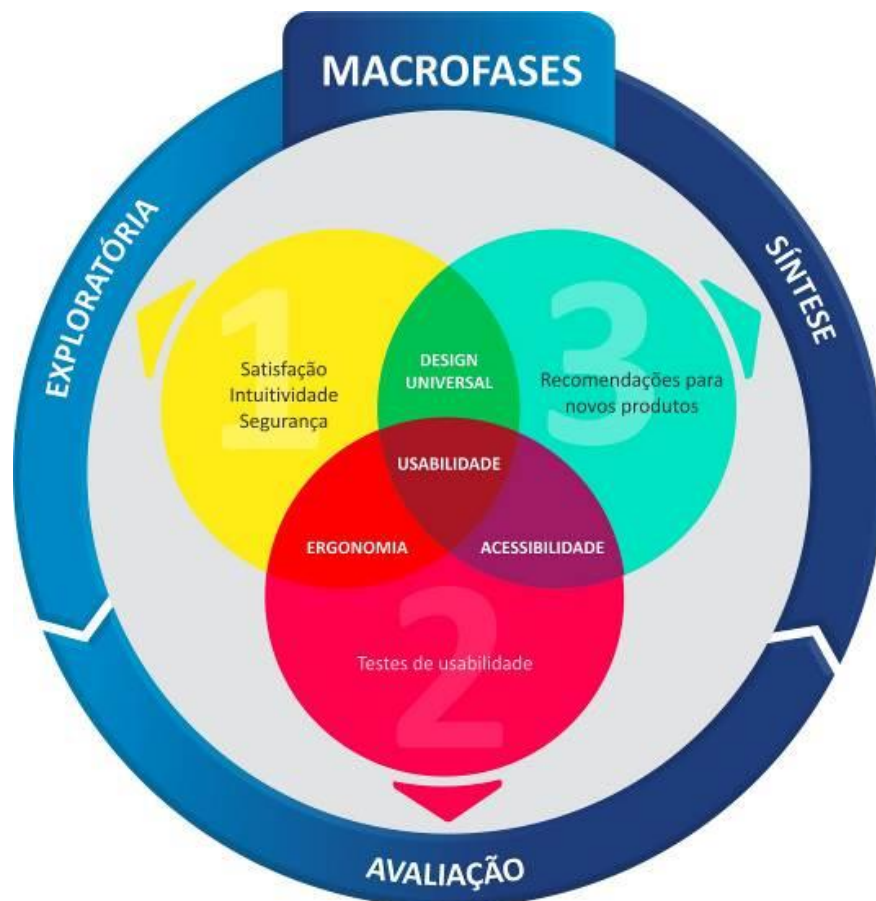 MACROFASES
EXPLORATÓRIA
SÍNTESE
1
Satisfação
Intuitividade
Segurança
DESIGN
UNIVERSAL
3
Recomendações para
novos produtos
USABILIDADE
ERGONOMIA
ACESSIBILIDADE
2
Testes de usabilidade
AVALIAÇÃO